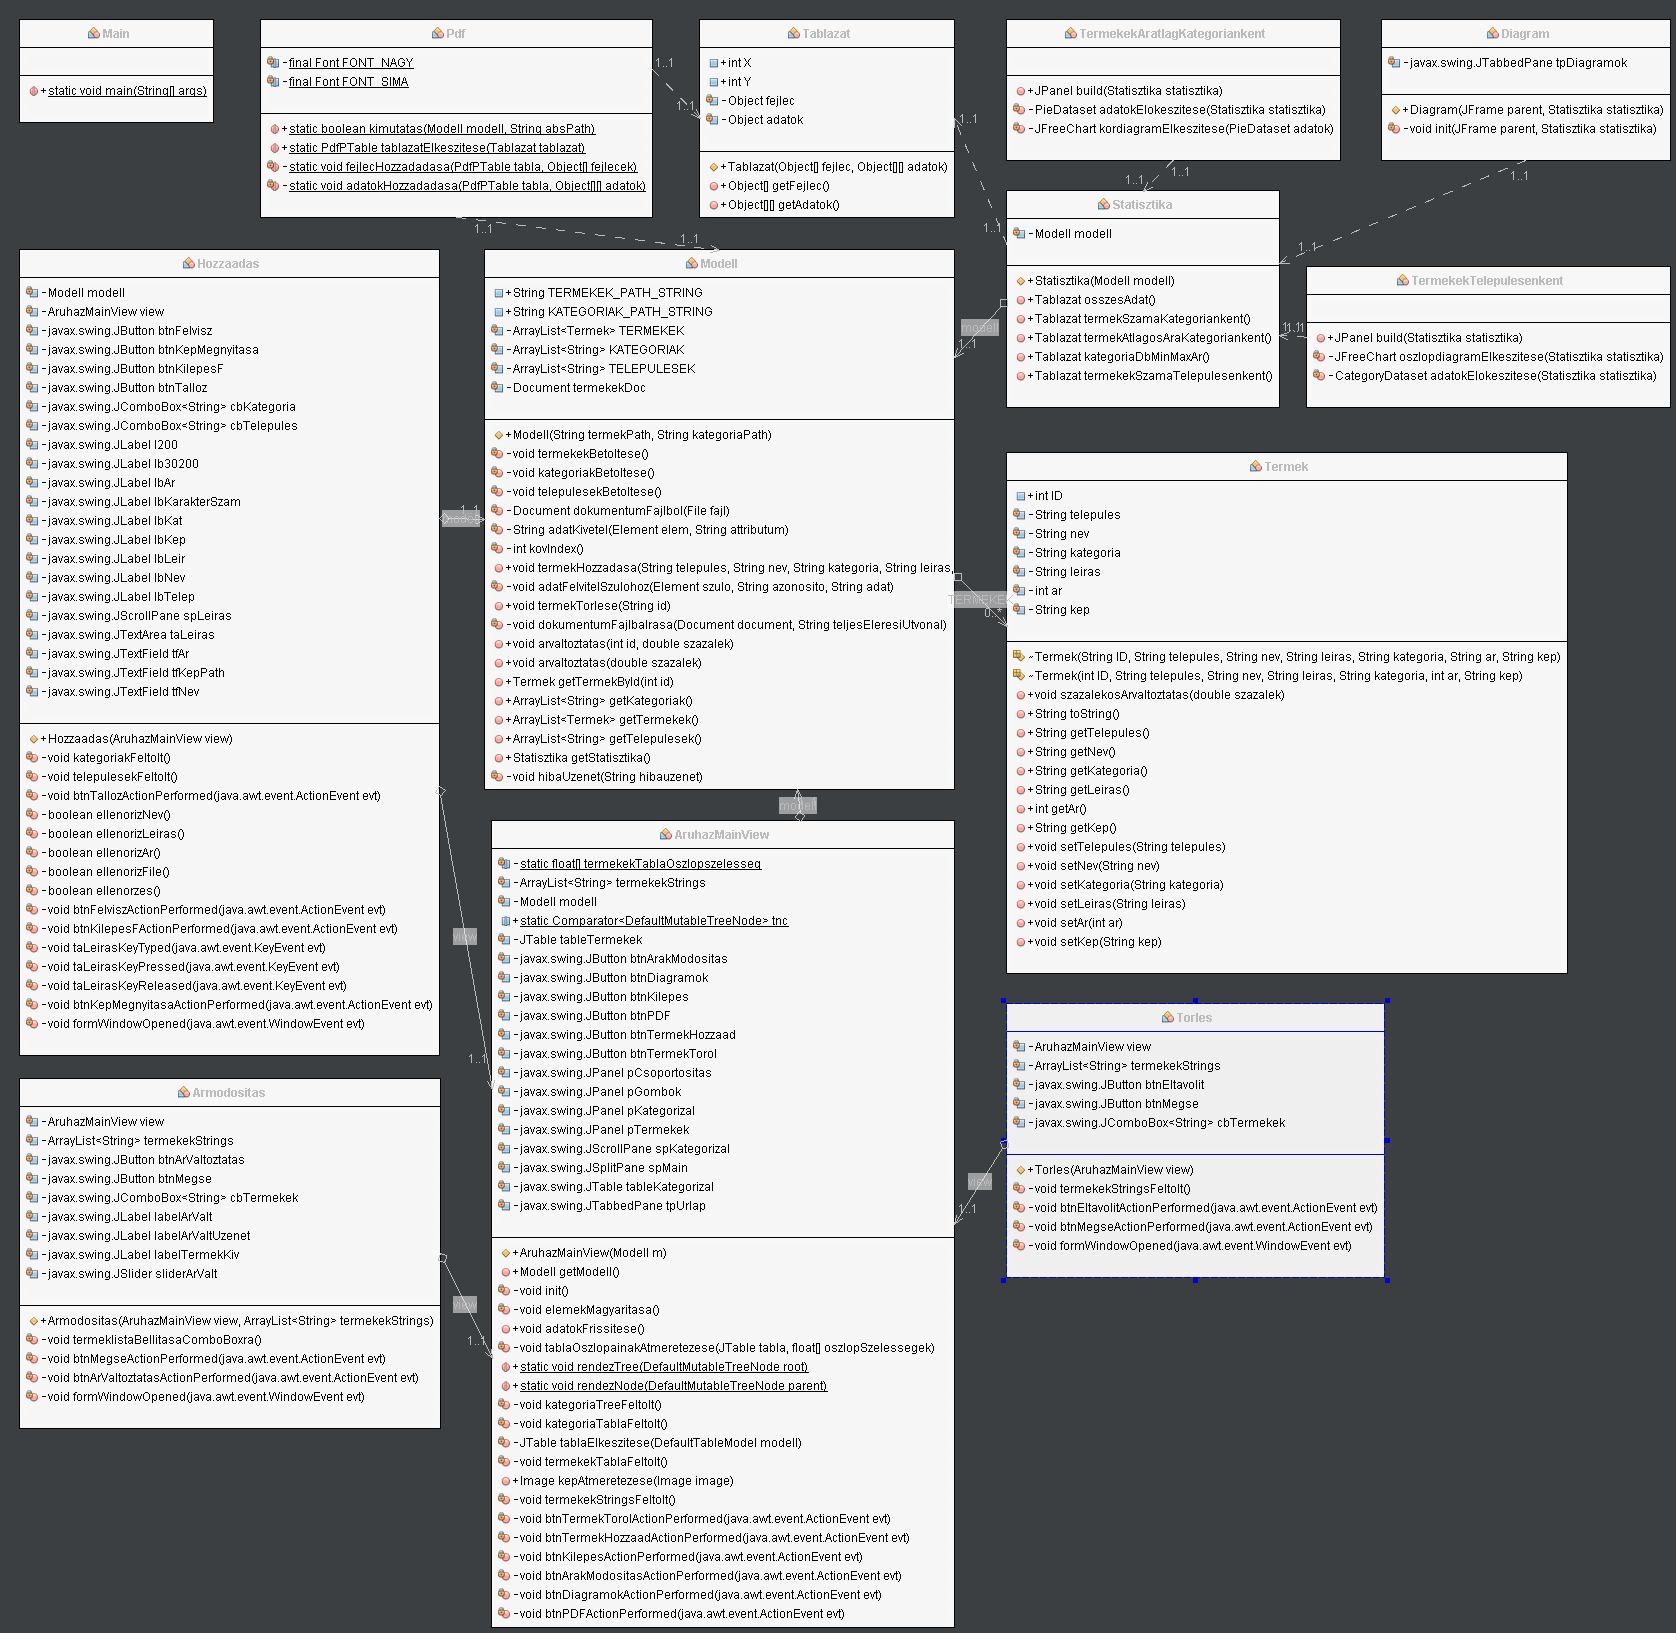 Main
+static void main(String[] args)
Pdf
-final Font FONT_NAGY
-final Font FONT_SIMA
+static boolean kimutatas(Modell modell, String absPath)
+static PdfPTable tablazatElkeszitese(Tablazat tablazat)
-static void fejlecHozzadadasa(PdfPTable tabla, Object[] fejlecek)
-static void adatokHozzadadasa(PdfPTable tabla, Object[][] adatok)
1..1
1..1
1..1
1..1
Tablazat
+int X
+int Y
-Object fejlec
-Object adatok
+Tablazat(Object[] fejlec, Object[][] adatok)
+Object[] getFejlec()
+Object[][] getAdatok()
1..1
1..1
TermekekAratlagKategoriankent
+JPanel build(Statisztika statisztika)
-PieDataset adatokElokeszitese(Statisztika statisztika)
-JFreeChart kordiagramElkeszitese(PieDataset adatok)
1..1
1..1
Diagram
-javax.swing.JTabbedPane tpDiagramok
+Diagram(JFrame parent, Statisztika statisztika)
-void init(JFrame parent, Statisztika statisztika)
1..1
1..1
Statisztika
-Modell modell
+Statisztika(Modell modell)
+Tablazat osszesAdat()
+Tablazat termekSzamaKategoriankent()
+Tablazat termekAtlagosAraKategoriankent()
+Tablazat kategoriaDbMinMaxAr()
+Tablazat termekekSzamaTelepulesenkent()
modell
1..1
TermekekTelepulesenkent
+JPanel build(Statisztika statisztika)
-JFreeChart oszlopdiagramElkeszitese(Statisztika statisztika)
-CategoryDataset adatokElokeszitese(Statisztika statisztika)
1..1
1..1
Hozzaadas
-Modell modell
-AruhazMainView view
-javax.swing.JButton btnFelvisz
-javax.swing.JButton btnKepMegnyitasa
-javax.swing.JButton btnKilepesF
-javax.swing.JButton btnTalloz
-javax.swing.JComboBox<String> cbKategoria
-javax.swing.JComboBox<String> cbTelepules
-javax.swing.JLabel l200
-javax.swing.JLabel lb30200
-javax.swing.JLabel lbAr
-javax.swing.JLabel lbKarakterSzam
-javax.swing.JLabel lbKat
-javax.swing.JLabel lbKep
-javax.swing.JLabel lbLeir
-javax.swing.JLabel lbNev
-javax.swing.JLabel lbTelep
-javax.swing.JScrollPane spLeiras
-javax.swing.JTextArea taLeiras
-javax.swing.JTextField tfAr
-javax.swing.JTextField tfKepPath
-javax.swing.JTextField tfNev
+Hozzaadas(AruhazMainView view)
-void kategoriakFeltolt()
-void telepulesekFeltolt()
-void btnTallozActionPerformed(java.awt.event.ActionEvent evt)
-boolean ellenorizNev()
-boolean ellenorizLeiras()
-boolean ellenorizAr()
-boolean ellenorizFile()
-boolean ellenorzes()
-void btnFelviszActionPerformed(java.awt.event.ActionEvent evt)
-void btnKilepesFActionPerformed(java.awt.event.ActionEvent evt)
-void taLeirasKeyTyped(java.awt.event.KeyEvent evt)
-void taLeirasKeyPressed(java.awt.event.KeyEvent evt)
-void taLeirasKeyReleased(java.awt.event.KeyEvent evt)
-void btnKepMegnyitasaActionPerformed(java.awt.event.ActionEvent evt)
-void formWindowOpened(java.awt.event.WindowEvent evt)
modell
1..1
view
1..1
Modell
+String TERMEKEK_PATH_STRING
+String KATEGORIAK_PATH_STRING
-ArrayList<Termek> TERMEKEK
-ArrayList<String> KATEGORIAK
-ArrayList<String> TELEPULESEK
-Document termekekDoc
+Modell(String termekPath, String kategoriaPath)
-void termekekBetoltese()
-void kategoriakBetoltese()
-void telepulesekBetoltese()
-Document dokumentumFajlbol(File fajl)
-String adatKivetel(Element elem, String attributum)
-int kovIndex()
+void termekHozzadasa(String telepules, String nev, String kategoria, String leiras,
-void adatFelvitelSzulohoz(Element szulo, String azonosito, String adat)
+void termekTorlese(String id)
-void dokumentumFajlbaIrasa(Document document, String teljesEleresiUtvonal)
+void arvaltoztatas(int id, double szazalek)
+void arvaltoztatas(double szazalek)
+Termek getTermekById(int id)
+ArrayList<String> getKategoriak()
+ArrayList<Termek> getTermekek()
+ArrayList<String> getTelepulesek()
+Statisztika getStatisztika()
-void hibaUzenet(String hibauzenet)
TERMEKEK
0..*
modell
Termek
+int ID
-String telepules
-String nev
-String kategoria
-String leiras
-int ar
-String kep
~Termek(String ID, String telepules, String nev, String leiras, String kategoria, String ar, String kep)
~Termek(int ID, String telepules, String nev, String leiras, String kategoria, int ar, String kep)
+void szazalekosArvaltoztatas(double szazalek)
+String toString()
+String getTelepules()
+String getNev()
+String getKategoria()
+String getLeiras()
+int getAr()
+String getKep()
+void setTelepules(String telepules)
+void setNev(String nev)
+void setKategoria(String kategoria)
+void setLeiras(String leiras)
+void setAr(int ar)
+void setKep(String kep)
AruhazMainView
-static float[] termekekTablaOszlopszelesseg
-ArrayList<String> termekekStrings
-Modell modell
+static Comparator<DefaultMutableTreeNode> tnc
-JTable tableTermekek
-javax.swing.JButton btnArakModositas
-javax.swing.JButton btnDiagramok
-javax.swing.JButton btnKilepes
-javax.swing.JButton btnPDF
-javax.swing.JButton btnTermekHozzaad
-javax.swing.JButton btnTermekTorol
-javax.swing.JPanel pCsoportositas
-javax.swing.JPanel pGombok
-javax.swing.JPanel pKategorizal
-javax.swing.JPanel pTermekek
-javax.swing.JScrollPane spKategorizal
-javax.swing.JSplitPane spMain
-javax.swing.JTable tableKategorizal
-javax.swing.JTabbedPane tpUrlap
+AruhazMainView(Modell m)
+Modell getModell()
-void init()
-void elemekMagyaritasa()
+void adatokFrissitese()
-void tablaOszlopainakAtmeretezese(JTable tabla, float[] oszlopSzelessegek)
+static void rendezTree(DefaultMutableTreeNode root)
+static void rendezNode(DefaultMutableTreeNode parent)
-void kategoriaTreeFeltolt()
-void kategoriaTablaFeltolt()
-JTable tablaElkeszitese(DefaultTableModel modell)
-void termekekTablaFeltolt()
+Image kepAtmeretezese(Image image)
-void termekekStringsFeltolt()
-void btnTermekTorolActionPerformed(java.awt.event.ActionEvent evt)
-void btnTermekHozzaadActionPerformed(java.awt.event.ActionEvent evt)
-void btnKilepesActionPerformed(java.awt.event.ActionEvent evt)
-void btnArakModositasActionPerformed(java.awt.event.ActionEvent evt)
-void btnDiagramokActionPerformed(java.awt.event.ActionEvent evt)
-void btnPDFActionPerformed(java.awt.event.ActionEvent evt)
Torles
-AruhazMainView view
-ArrayList<String> termekekStrings
-javax.swing.JButton btnEltavolit
-javax.swing.JButton btnMegse
-javax.swing.JComboBox<String> cbTermekek
+Torles(AruhazMainView view)
-void termekekStringsFeltolt()
-void btnEltavolitActionPerformed(java.awt.event.ActionEvent evt)
-void btnMegseActionPerformed(java.awt.event.ActionEvent evt)
-void formWindowOpened(java.awt.event.WindowEvent evt)
view
1..1
Armodositas
-AruhazMainView view
-ArrayList<String> termekekStrings
-javax.swing.JButton btnArValtoztatas
-javax.swing.JButton btnMegse
-javax.swing.JComboBox<String> cbTermekek
-javax.swing.JLabel labelArValt
-javax.swing.JLabel labelArValtUzenet
-javax.swing.JLabel labelTermekKiv
-javax.swing.JSlider sliderArValt
+Armodositas(AruhazMainView view, ArrayList<String> termekekStrings)
-void termeklistaBellitasaComboBoxra()
-void btnMegseActionPerformed(java.awt.event.ActionEvent evt)
-void btnArValtoztatasActionPerformed(java.awt.event.ActionEvent evt)
-void formWindowOpened(java.awt.event.WindowEvent evt)
view
1..1